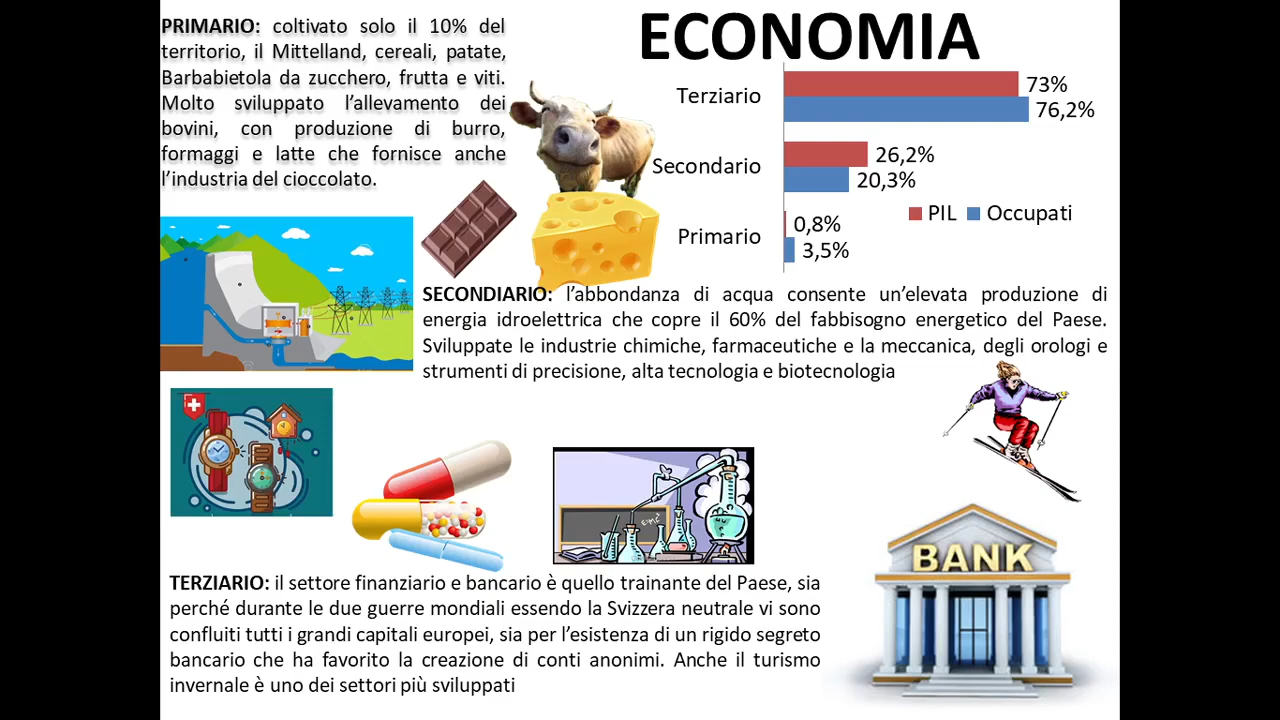 PRIMARIO: coltivato solo il 10% del
territorio, il Mittelland, cereali, patate,
Barbabietola da zucchero, frutta e viti.
Molto sviluppato l'allevamento dei
bovini, con produzione di burro,
formaggi e latte che fornisce anche
l'industria del cioccolato.
ECONOMIA
Terziario
73%
76,2%
Secondario
26,2%
20,3%
PIL
Occupati
Primario
0,8%
3,5%
SECONDIARIO: l'abbondanza di acqua consente un'elevata produzione di
energia idroelettrica che copre il 60% del fabbisogno energetico del Paese.
Sviluppate le industrie chimiche, farmaceutiche e la meccanica, degli orologi e
strumenti di precisione, alta tecnologia e biotecnologia
E=mc²
BANK
TERZIARIO: il settore finanziario e bancario è quello trainante del Paese, sia
perché durante le due guerre mondiali essendo la Svizzera neutrale vi sono
confluiti tutti i grandi capitali europei, sia per l'esistenza di un rigido segreto
bancario che ha favorito la creazione di conti anonimi. Anche il turismo
invernale è uno dei settori più sviluppati